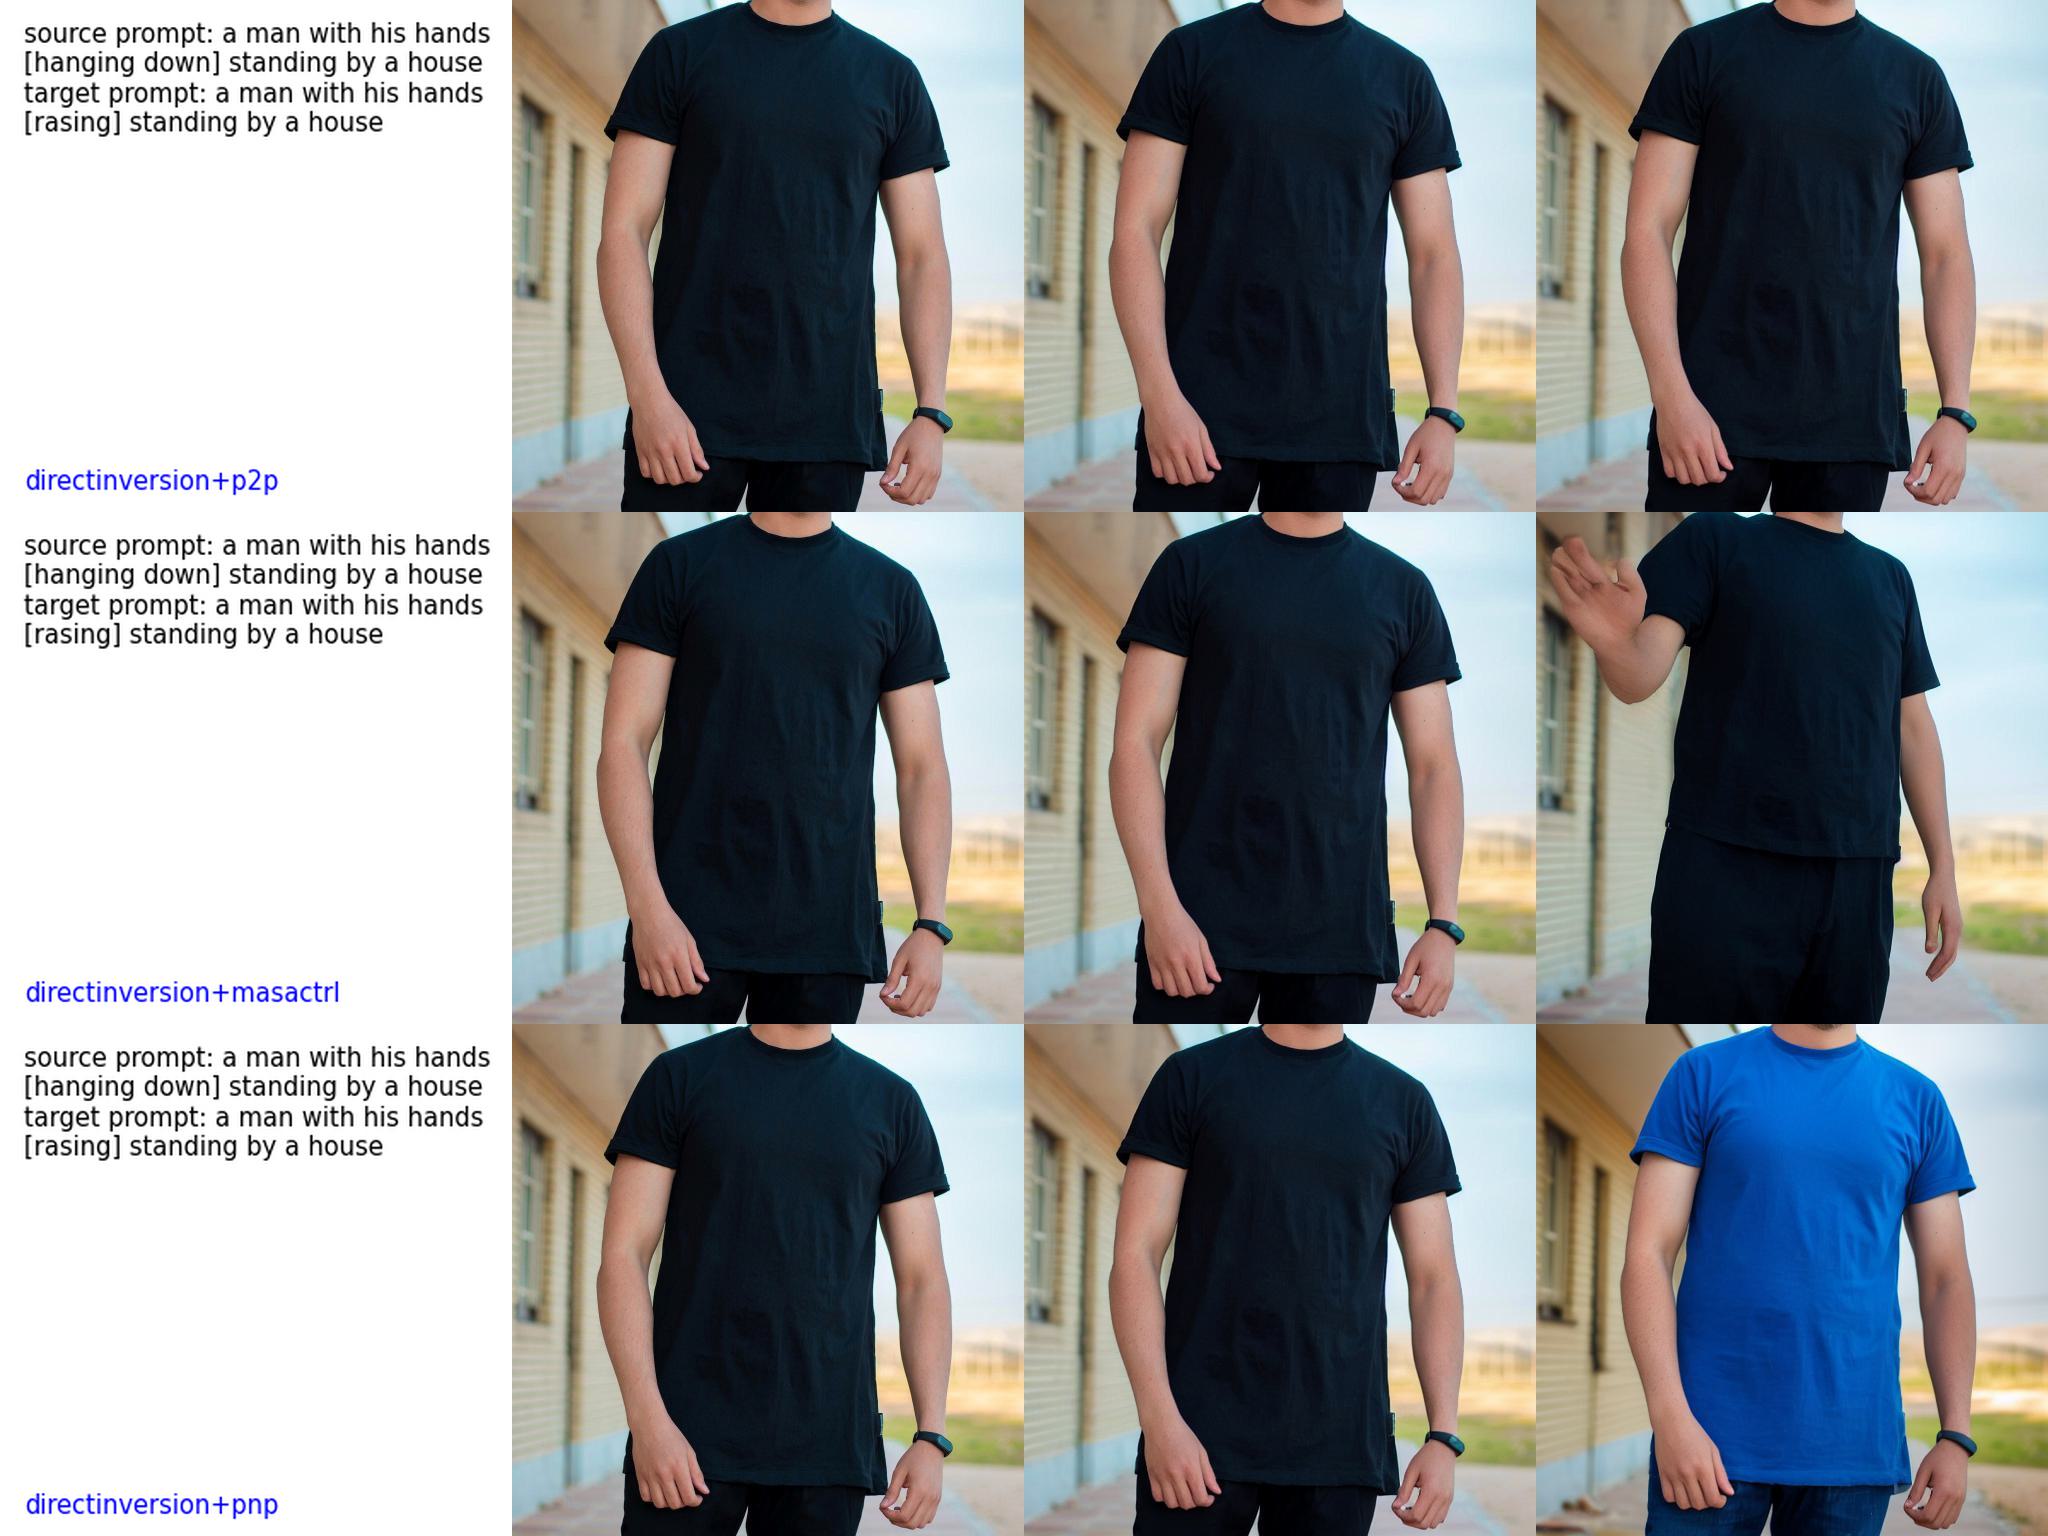 source prompt: a man with his hands
[hanging down] standing by a house
target prompt: a man with his hands
[rasing] standing by a house
directinversion+p2p
source prompt: a man with his hands
[hanging down] standing by a house
target prompt: a man with his hands
[rasing] standing by a house
directinversion+masactrl
source prompt: a man with his hands
[hanging down] standing by a house
target prompt: a man with his hands
[rasing] standing by a house
directinversion+pnp